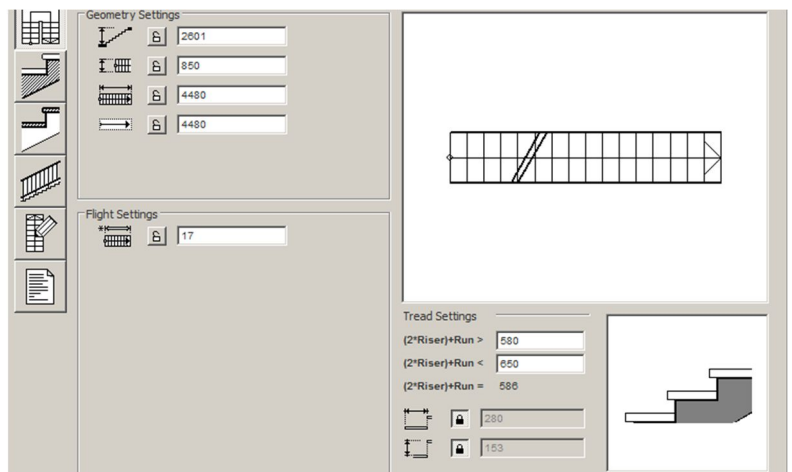 Geometry Settings
2601
850
4480
4480
Flight Settings
17
Tread Settings
(2*Riser)+Run > 580
(2*Riser)+Run < 650
(2*Riser)+Run = 586
280
153